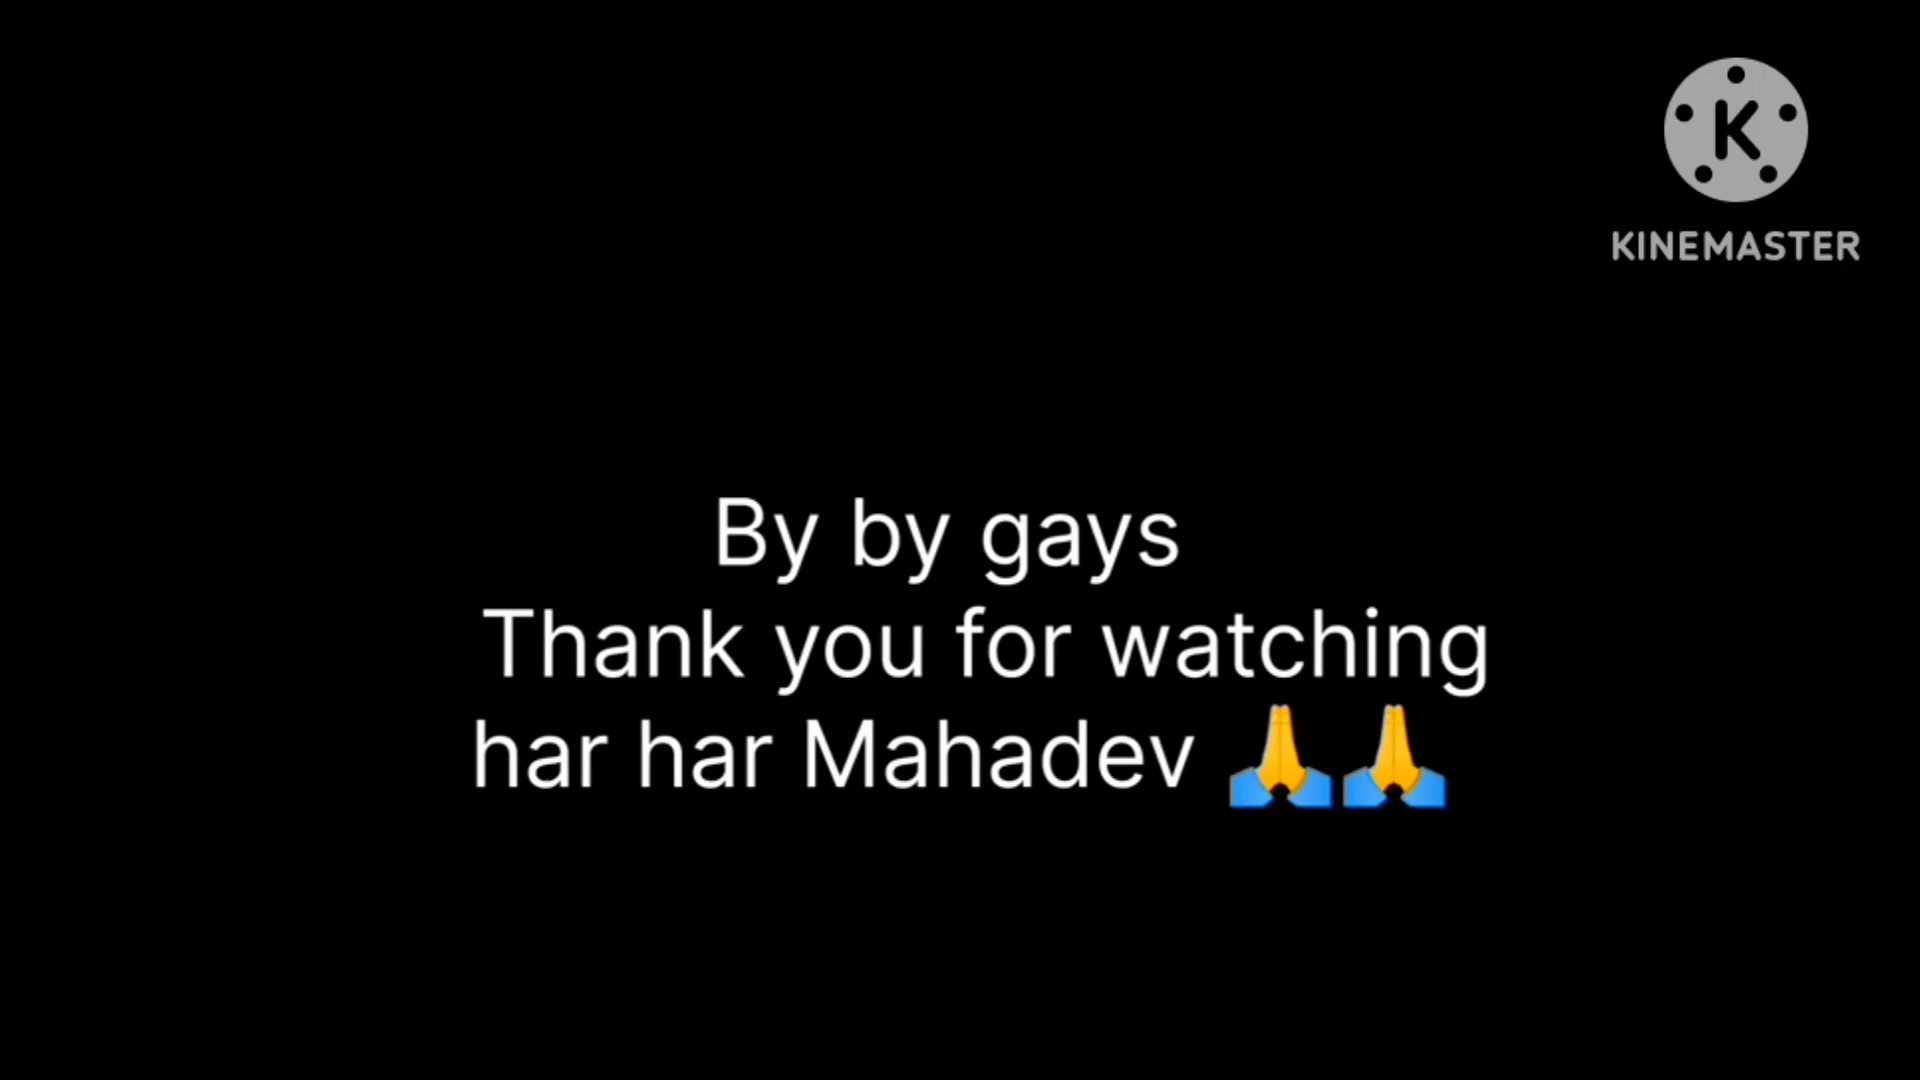 K
KINEMASTER
By by gays
Thank you for watching
har har Mahadev 🙏🙏